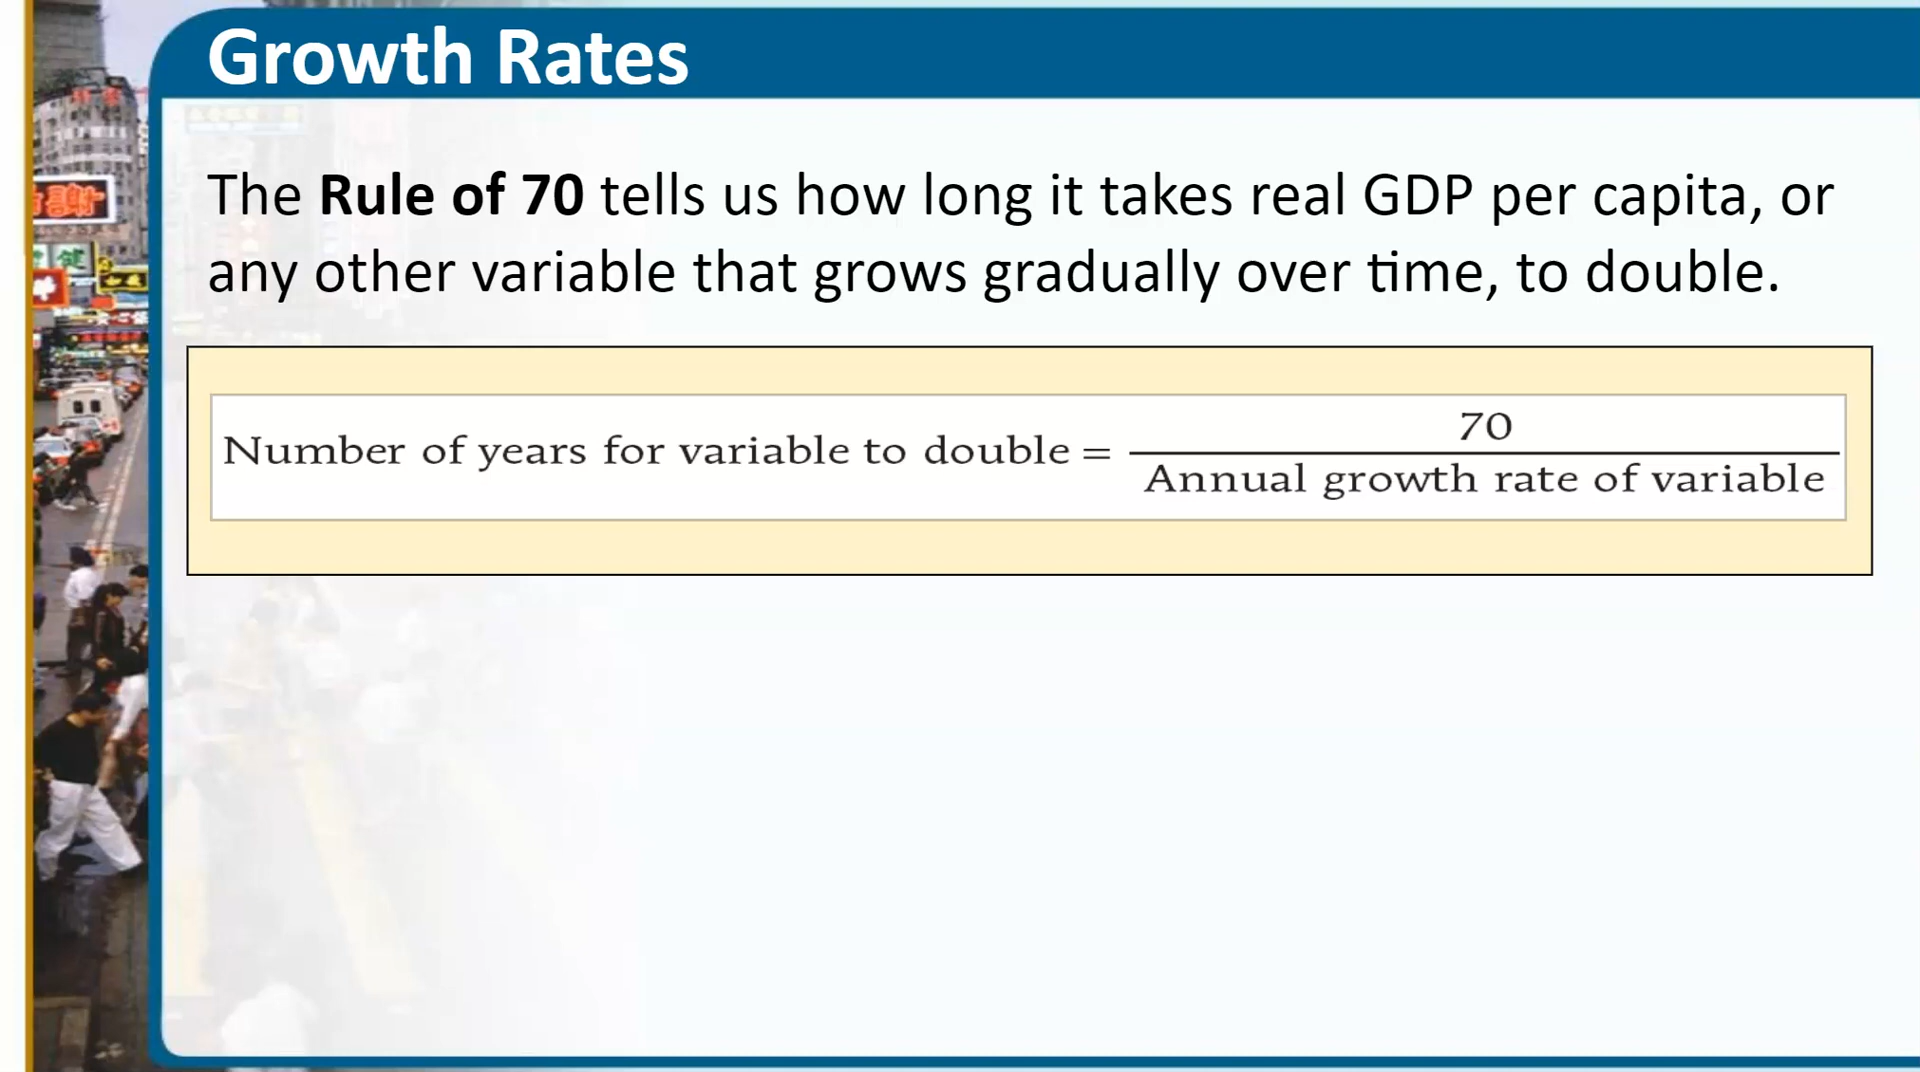 Growth Rates
The Rule of 70 tells us how long it takes real GDP per capita, or
any other variable that grows gradually over time, to double.
Number of years for variable to double = 70 / Annual growth rate of variable